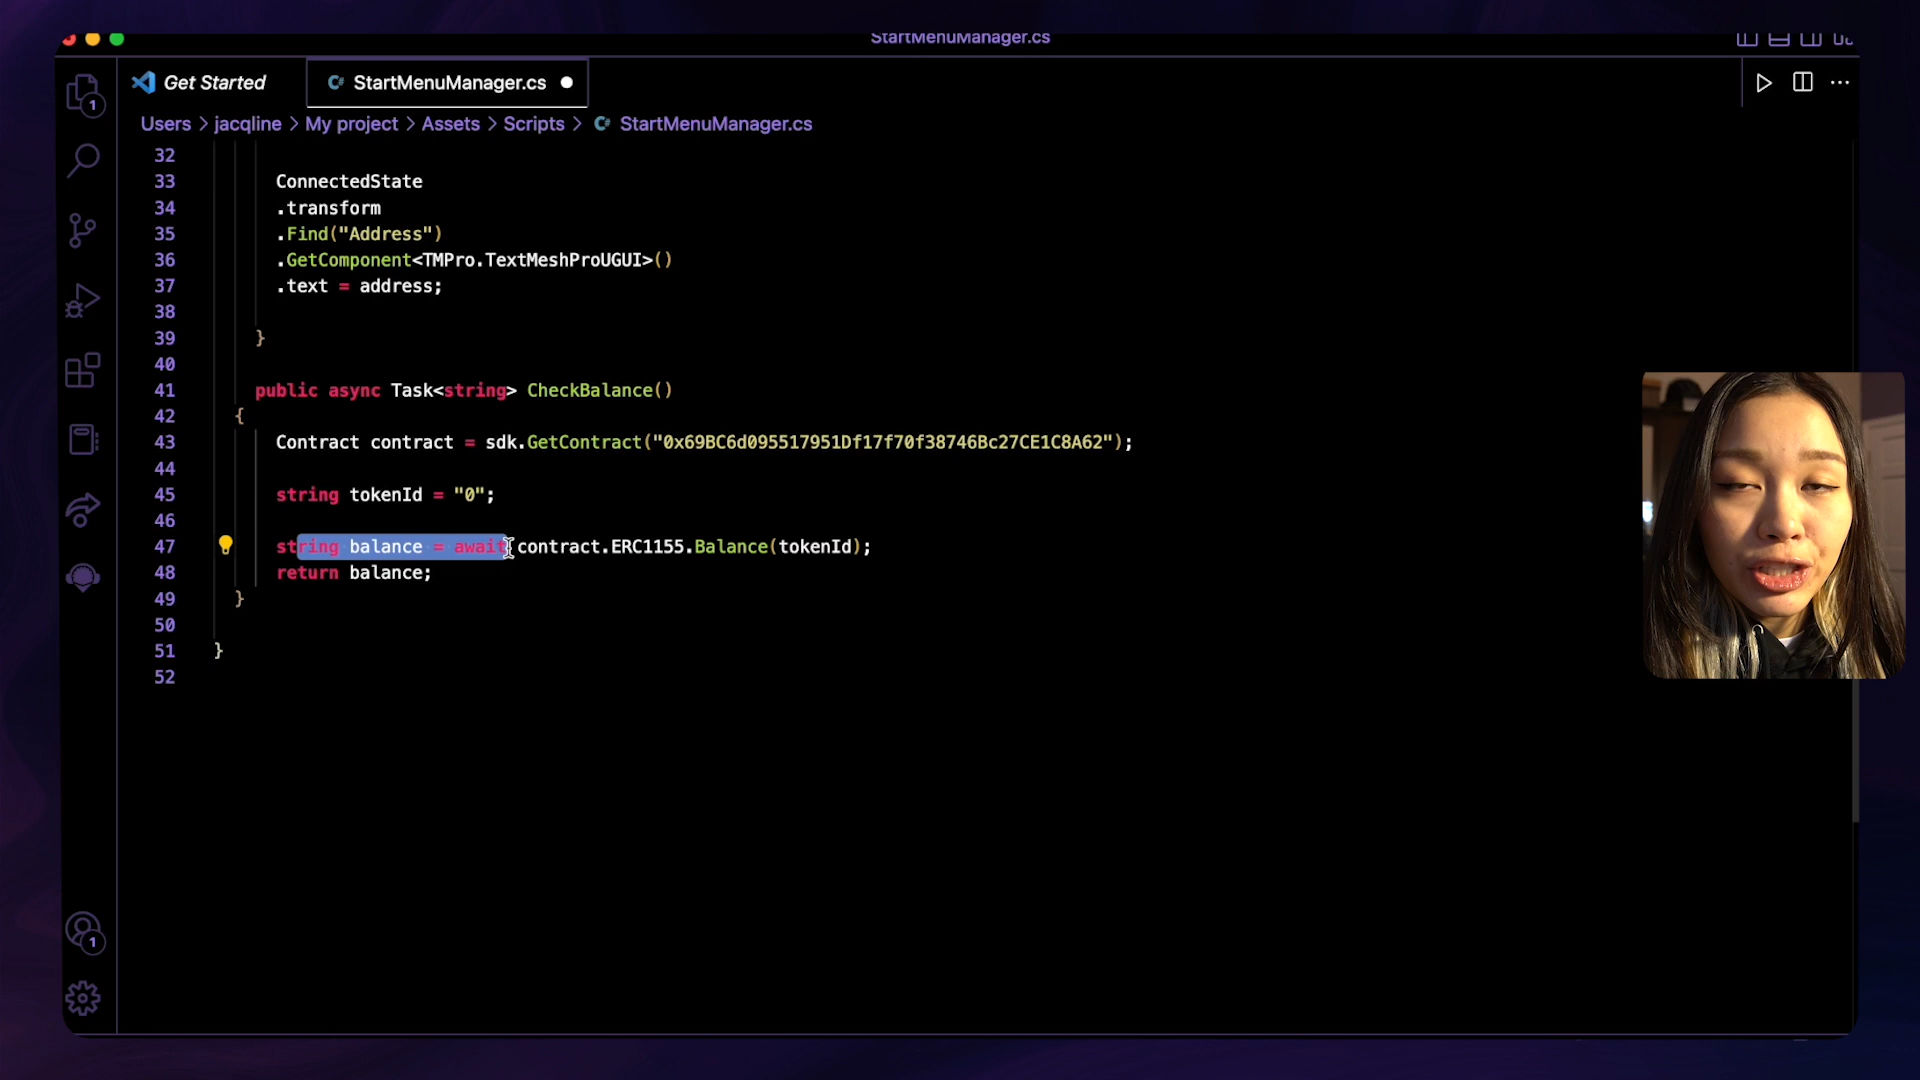 StartMenuManager.cs
Get Started
C# StartMenuManager.cs
Users > jacqline > My project > Assets > Scripts > C# StartMenuManager.cs
32
33 ConnectedState
34 .transform
35 .Find("Address")
36 .GetComponent<TMPro.TextMeshProUGUI>()
37 .text = address;
38
39 }
40
41 public async Task<string> CheckBalance()
42 {
43 Contract contract = sdk.GetContract("0x69BC6d095517951Df17f70f38746Bc27CE1C8A62");
44
45 string tokenId = "0";
46
47 string balance = await contract.ERC1155.Balance(tokenId);
48 return balance;
49 }
50
51 }
52
1
1